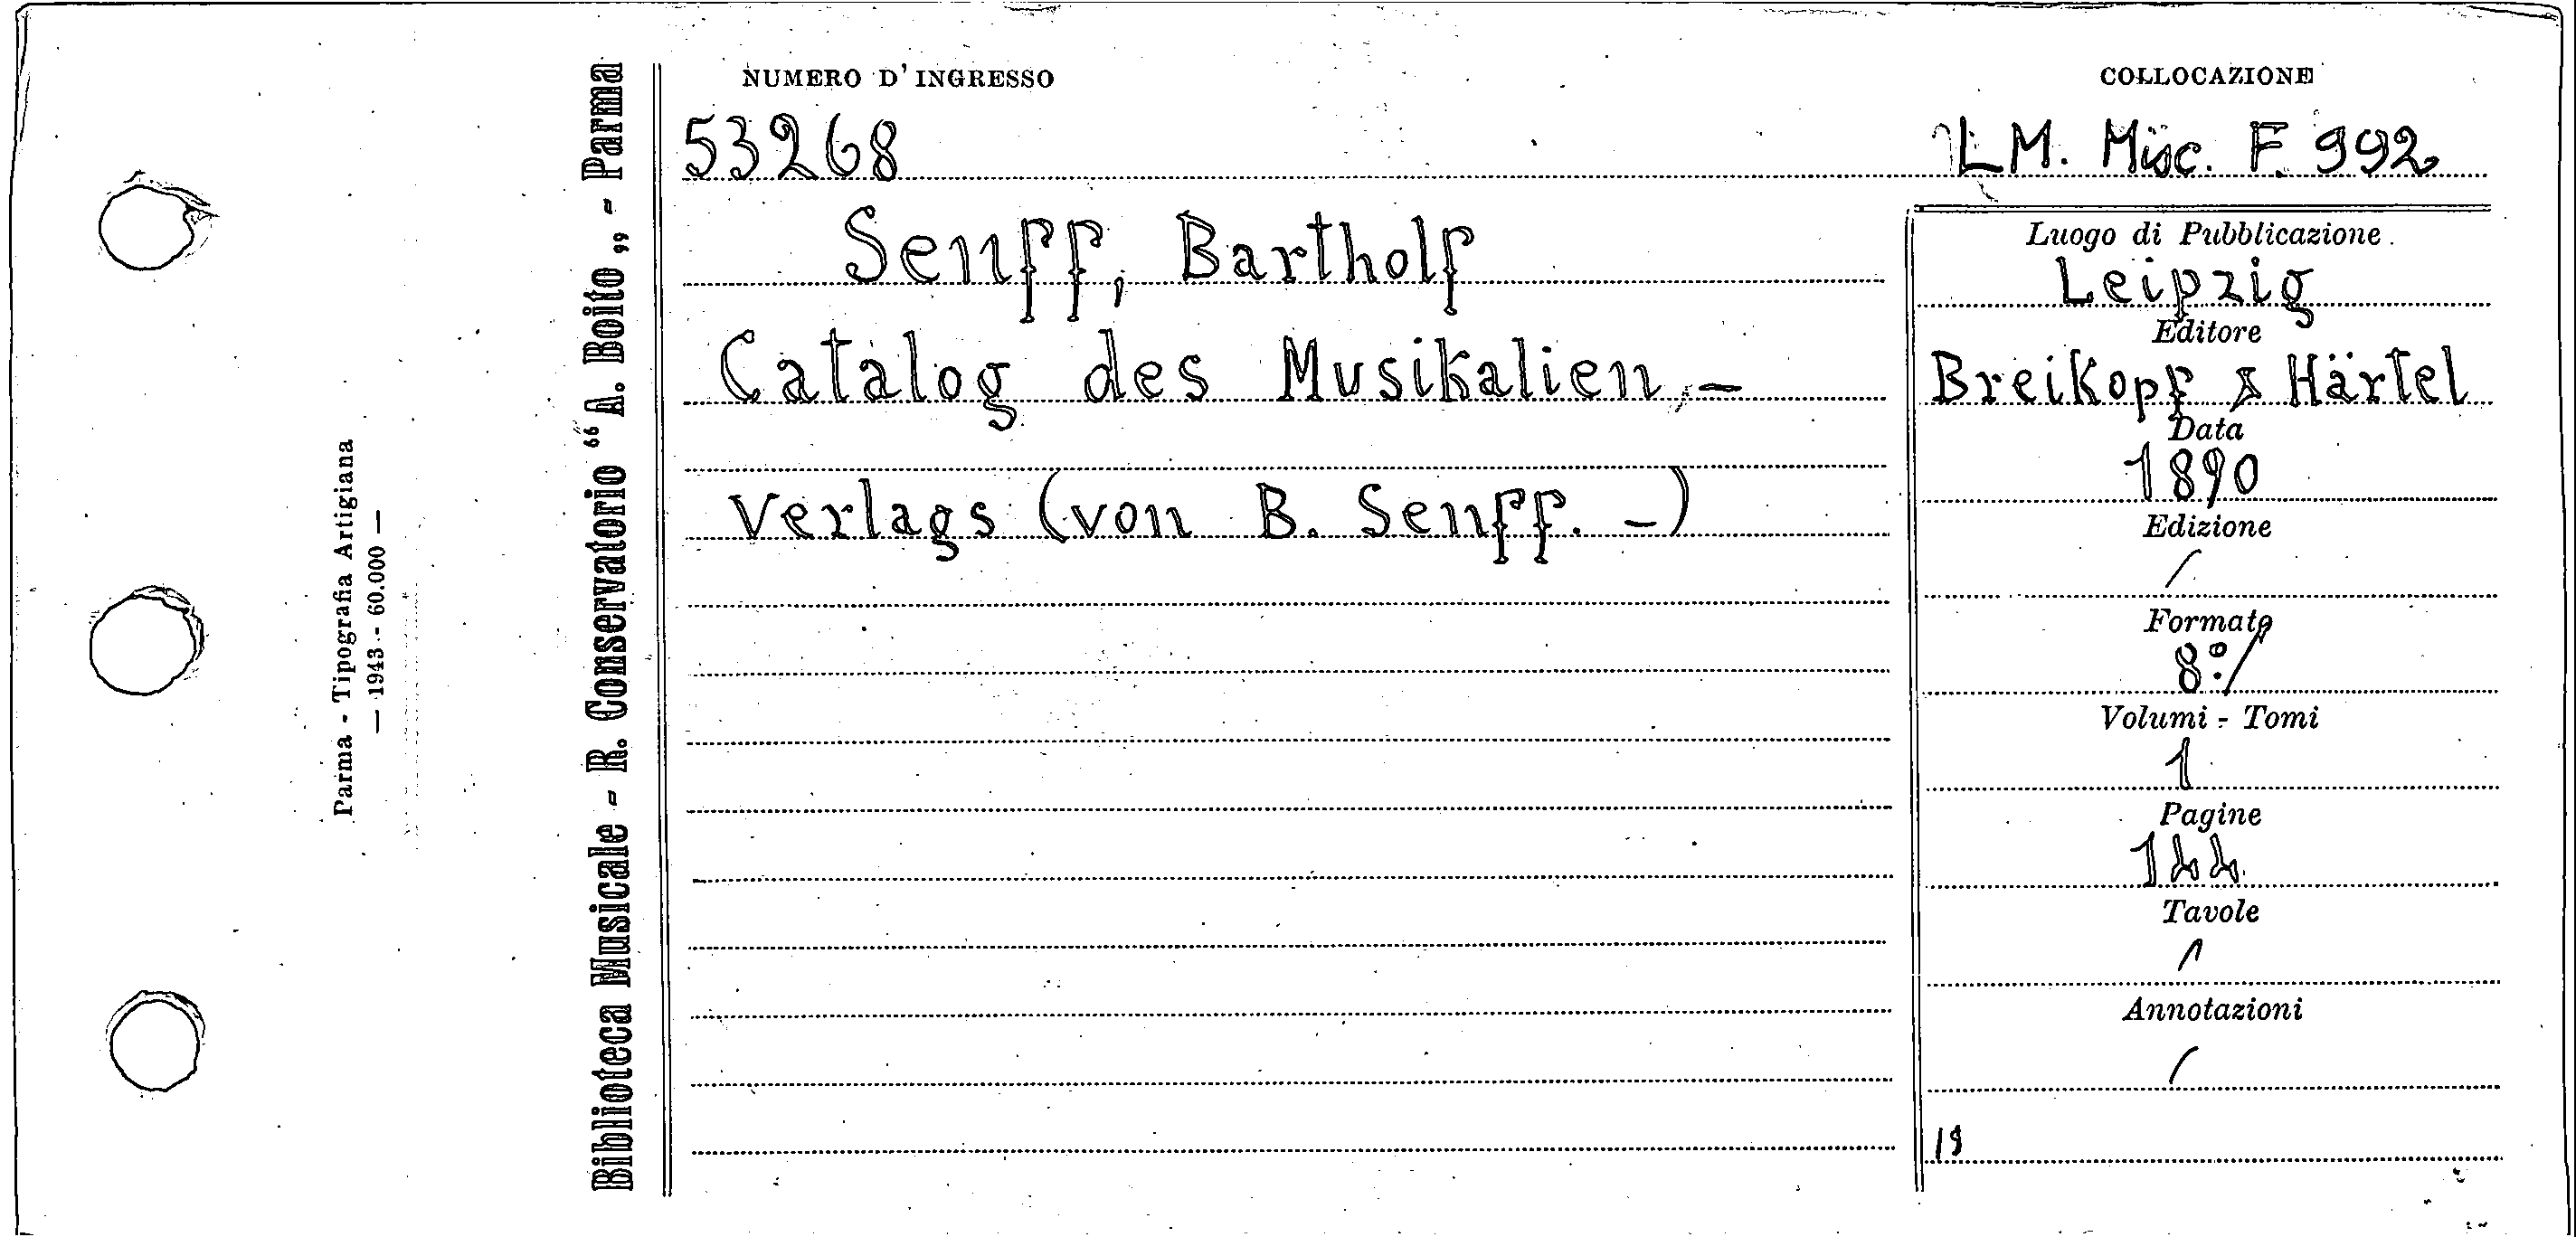 NUMERO D'INGRESSO
53268
COLLOCAZIONE
LM. Misc. F. 992
Senff, Bartholf
Catalog des Musikalien, -
Verlags (von B. Senff. -)
Luogo di Pubblicazione.
Leipzig
Editore
Breikopf & Härtel
Data
1890
Edizione
/
Formato
8º/
Volumi - Tomi
1
Pagine
144
Tavole
/
Annotazioni
/
19
Biblioteca Musicale - R. Conservatorio "A. Boito„ - Parma
Parma - Tipografia Artigiana
— 1943 - 60.000 —